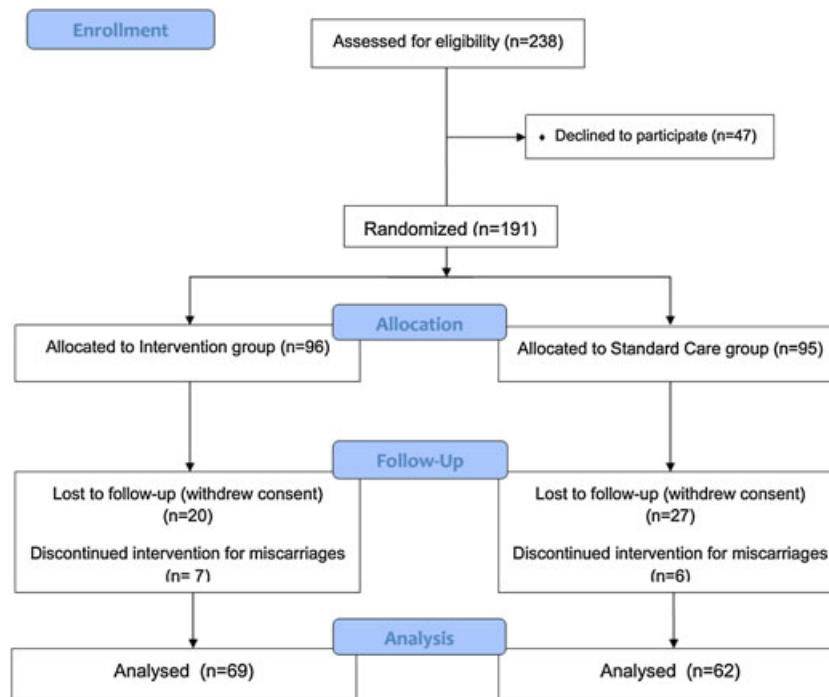 Enrollment
Assessed for eligibility (n=238)
♦ Declined to participate (n=47)
Randomized (n=191)
Allocation
Allocated to Intervention group (n=96)
Allocated to Standard Care group (n=95)
Follow-Up
Lost to follow-up (withdrew consent)
(n=20)
Discontinued intervention for miscarriages
(n= 7)
Lost to follow-up (withdrew consent)
(n=27)
Discontinued intervention for miscarriages
(n=6)
Analysis
Analysed (n=69)
Analysed (n=62)